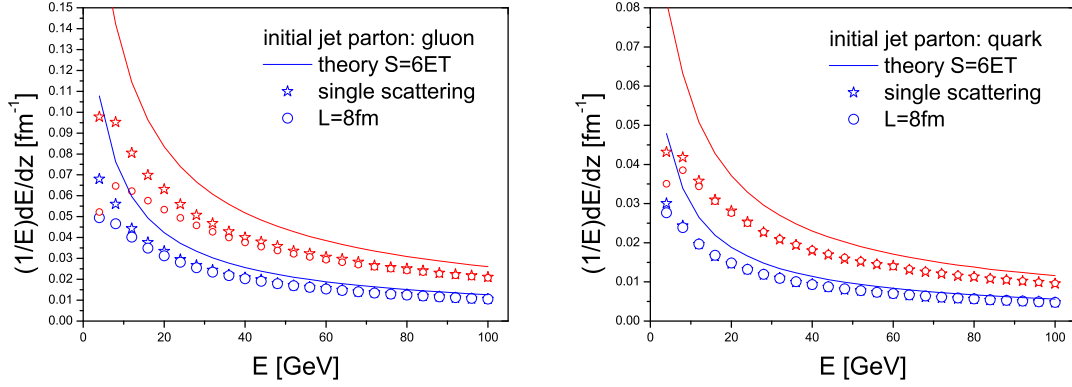 0.15
0.14
0.13
0.12
0.11
0.10
0.09
0.08
0.07
0.06
0.05
0.04
0.03
0.02
0.01
0.00
(1/E)dE/dz [fm⁻¹]
initial jet parton: gluon
theory S=6ET
single scattering
L=8fm
0 20 40 60 80 100
E [GeV]
0.08
0.07
0.06
0.05
0.04
0.03
0.02
0.01
0.00
(1/E)dE/dz [fm⁻¹]
initial jet parton: quark
theory S=6ET
single scattering
L=8fm
0 20 40 60 80 100
E [GeV]